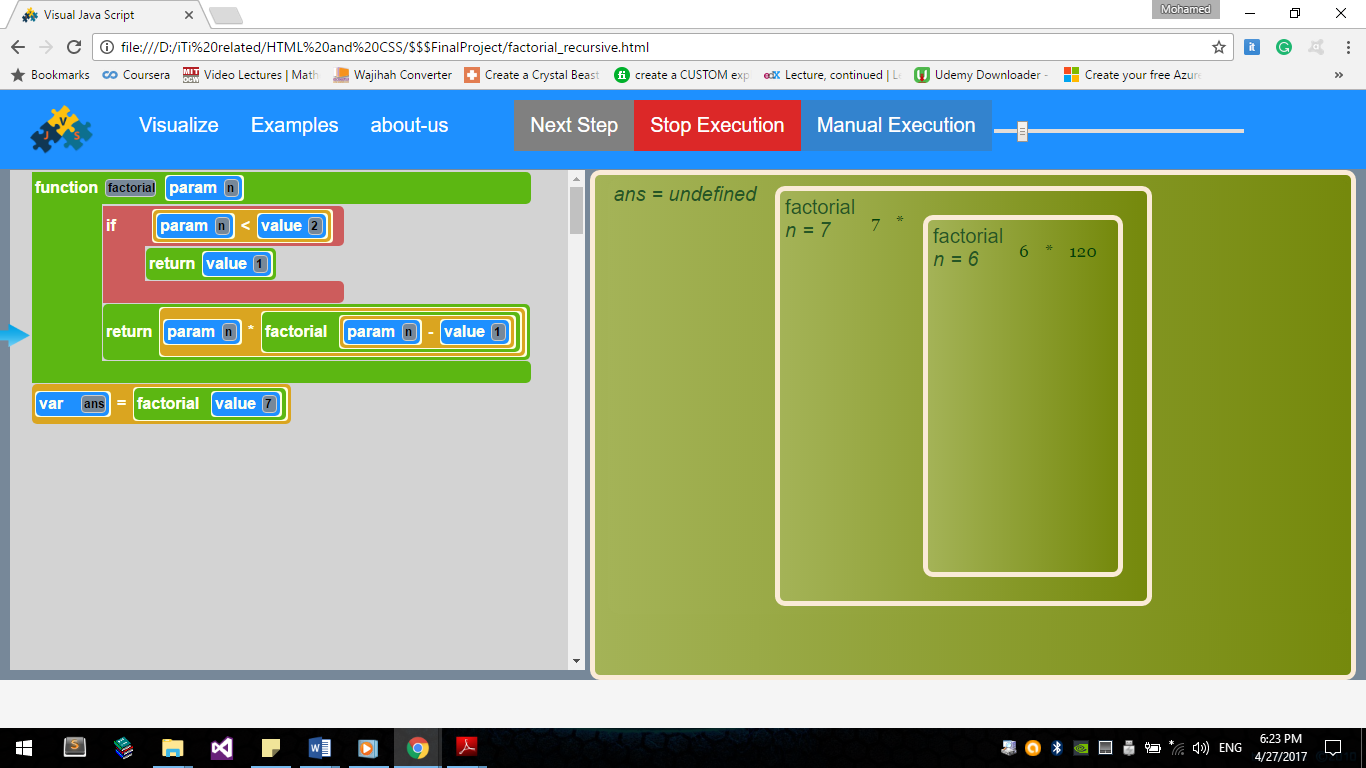 Visual Java Script
Mohamed
file:///D:/iTi%20related/HTML%20and%20CSS/$$$FinalProject/factorial_recursive.html
Bookmarks Coursera Video Lectures | Math Wajihah Converter Create a Crystal Beast create a CUSTOM exp Lecture, continued | Le Udemy Downloader - Create your free Azur »
JVS Visualize Examples about-us Next Step Stop Execution Manual Execution
function factorial param n
if param n < value 2
return value 1
return param n * factorial param n - value 1
var ans = factorial value 7
ans = undefined
factorial
n = 7 7 *
factorial
n = 6 6 * 120
ENG
6:23 PM
4/27/2017